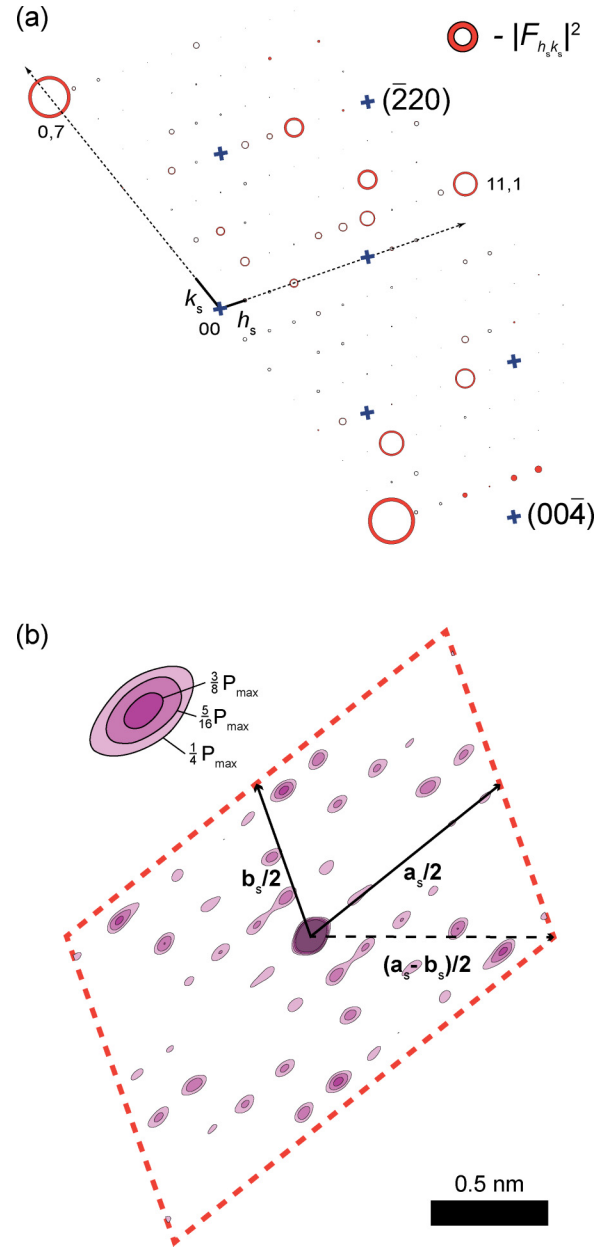 (a)
- |F_{h_s k_s}|²
(2̅20)
0,7
11,1
k_s
00
h_s
(004̅)
(b)
3/8 P_max
5/16 P_max
1/4 P_max
b_s/2
a_s/2
(a_s - b_s)/2
0.5 nm